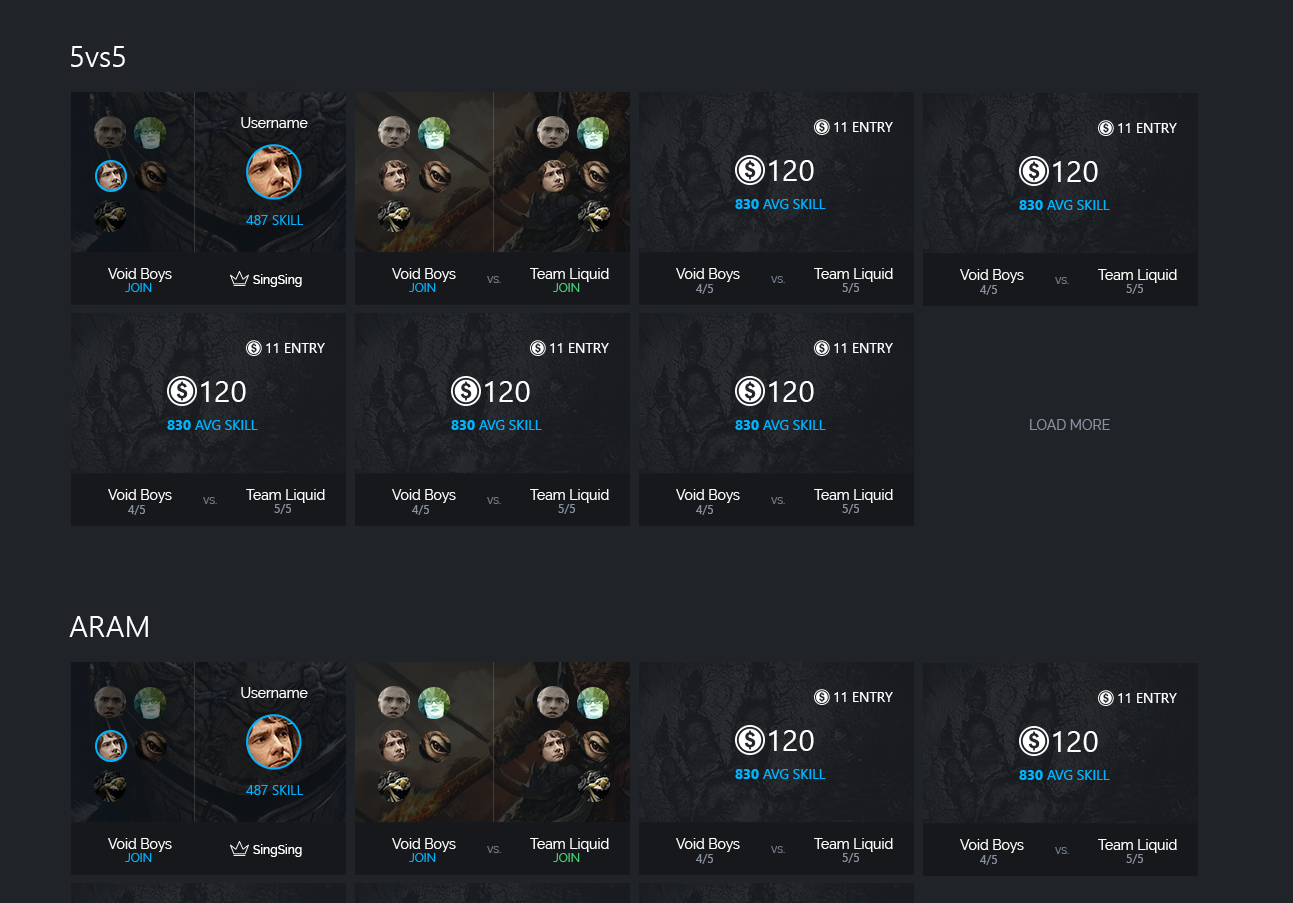 5vs5
Username
487 SKILL
Void Boys
JOIN
SingSing
Void Boys
JOIN
vs.
Team Liquid
JOIN
11 ENTRY
120
830 AVG SKILL
Void Boys
4/5
vs.
Team Liquid
5/5
11 ENTRY
120
830 AVG SKILL
Void Boys
4/5
vs.
Team Liquid
5/5
11 ENTRY
120
830 AVG SKILL
Void Boys
4/5
vs.
Team Liquid
5/5
11 ENTRY
120
830 AVG SKILL
Void Boys
4/5
vs.
Team Liquid
5/5
11 ENTRY
120
830 AVG SKILL
Void Boys
4/5
vs.
Team Liquid
5/5
LOAD MORE
ARAM
Username
487 SKILL
Void Boys
JOIN
SingSing
Void Boys
JOIN
vs.
Team Liquid
JOIN
11 ENTRY
120
830 AVG SKILL
Void Boys
4/5
vs.
Team Liquid
5/5
11 ENTRY
120
830 AVG SKILL
Void Boys
4/5
vs.
Team Liquid
5/5